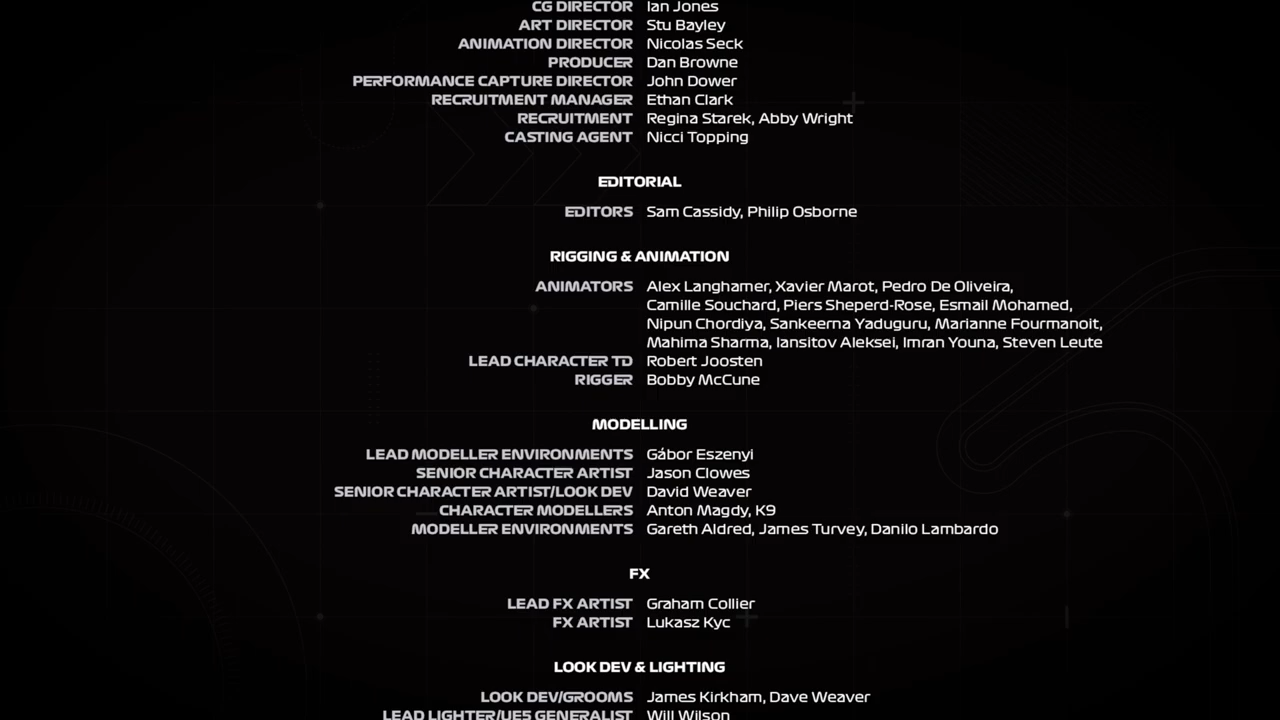 CG DIRECTOR Ian Jones
ART DIRECTOR Stu Bayley
ANIMATION DIRECTOR Nicolas Seck
PRODUCER Dan Browne
PERFORMANCE CAPTURE DIRECTOR John Dower
RECRUITMENT MANAGER Ethan Clark
RECRUITMENT Regina Starek, Abby Wright
CASTING AGENT Nicci Topping
EDITORIAL
EDITORS Sam Cassidy, Philip Osborne
RIGGING & ANIMATION
ANIMATORS Alex Langhamer, Xavier Marot, Pedro De Oliveira,
Camille Souchard, Piers Sheperd-Rose, Esmail Mohamed,
Nipun Chordiya, Sankeerna Yaduguru, Marianne Fourmanoit,
Mahima Sharma, Iansitov Aleksei, Imran Youna, Steven Leute
LEAD CHARACTER TD Robert Joosten
RIGGER Bobby McCune
MODELLING
LEAD MODELLER ENVIRONMENTS Gábor Eszenyi
SENIOR CHARACTER ARTIST Jason Clowes
SENIOR CHARACTER ARTIST/LOOK DEV David Weaver
CHARACTER MODELLERS Anton Magdy, K9
MODELLER ENVIRONMENTS Gareth Aldred, James Turvey, Danilo Lambardo
FX
LEAD FX ARTIST Graham Collier
FX ARTIST Lukasz Kyc
LOOK DEV & LIGHTING
LOOK DEV/GROOMS James Kirkham, Dave Weaver
LEAD LIGHTER/UE5 GENERALIST Will Wilson